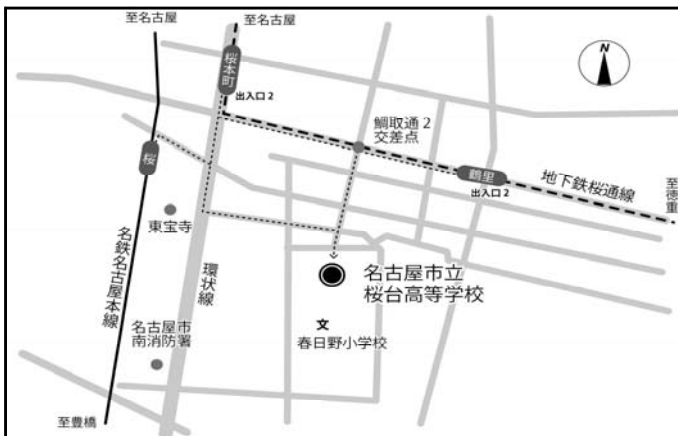 至名古屋
至名古屋
桜本町
出入口 2
N
鯛取通 2
交差点
桜
鶴里
出入口 2
地下鉄桜通線
至徳重
東宝寺
名鉄名古屋本線
環状線
名古屋市立
桜台高等学校
文
春日野小学校
名古屋市
南消防署
至豊橋